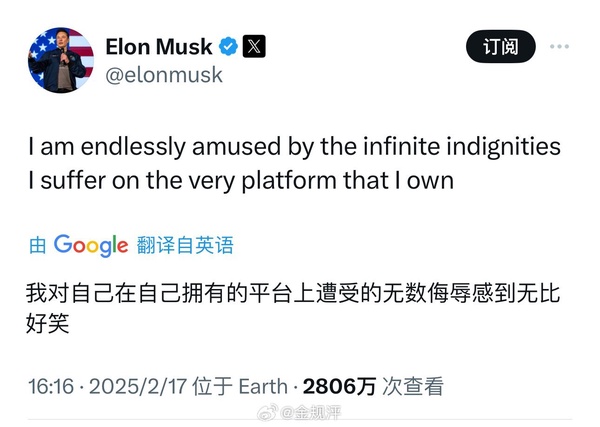 Elon Musk
订阅
@elonmusk
I am endlessly amused by the infinite indignities
I suffer on the very platform that I own
由 Google 翻译自英语
我对自己在自己拥有的平台上遭受的无数侮辱感到无比
好笑
16:16 · 2025/2/17 位于 Earth · 2806万 次查看
@金规泙